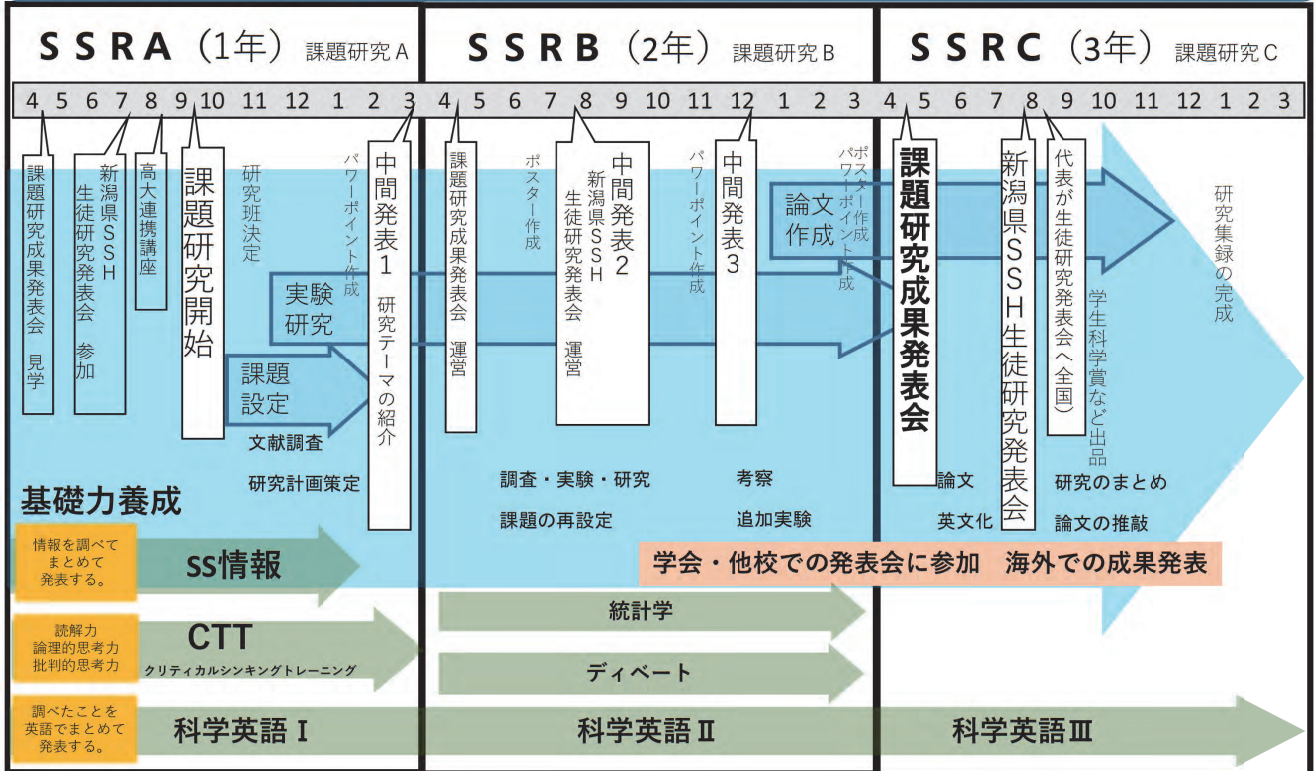 SSRA（1年）課題研究A
SSRB（2年）課題研究B
SSRC（3年）課題研究C
4 5 6 7 8 9 10 11 12 1 2 3
4 5 6 7 8 9 10 11 12 1 2 3
4 5 6 7 8 9 10 11 12 1 2 3
課題研究成果発表会 見学
新潟県SSH
生徒研究発表会 参加
高大連携講座
課題研究開始
研究班決定
パワーポイント作成
中間発表1 研究テーマの紹介
実験
研究
課題
設定
文献調査
研究計画策定
課題研究成果発表会 運営
ポスター作成
中間発表2
新潟県SSH
生徒研究発表会 運営
パワーポイント作成
中間発表3
論文
作成
ポスター作成
パワーポイント作成
調査・実験・研究
課題の再設定
考察
追加実験
課題研究成果発表会
新潟県SSH生徒研究発表会
代表が生徒研究発表会へ全国）
学生科学賞など出品
研究集録の完成
論文
英文化
研究のまとめ
論文の推敲
基礎力養成
情報を調べて
まとめて
発表する。
SS情報
学会・他校での発表会に参加 海外での成果発表
読解力
論理的思考力
批判的思考力
CTT
クリティカルシンキングトレーニング
統計学
ディベート
調べたことを
英語でまとめて
発表する。
科学英語Ⅰ
科学英語Ⅱ
科学英語Ⅲ